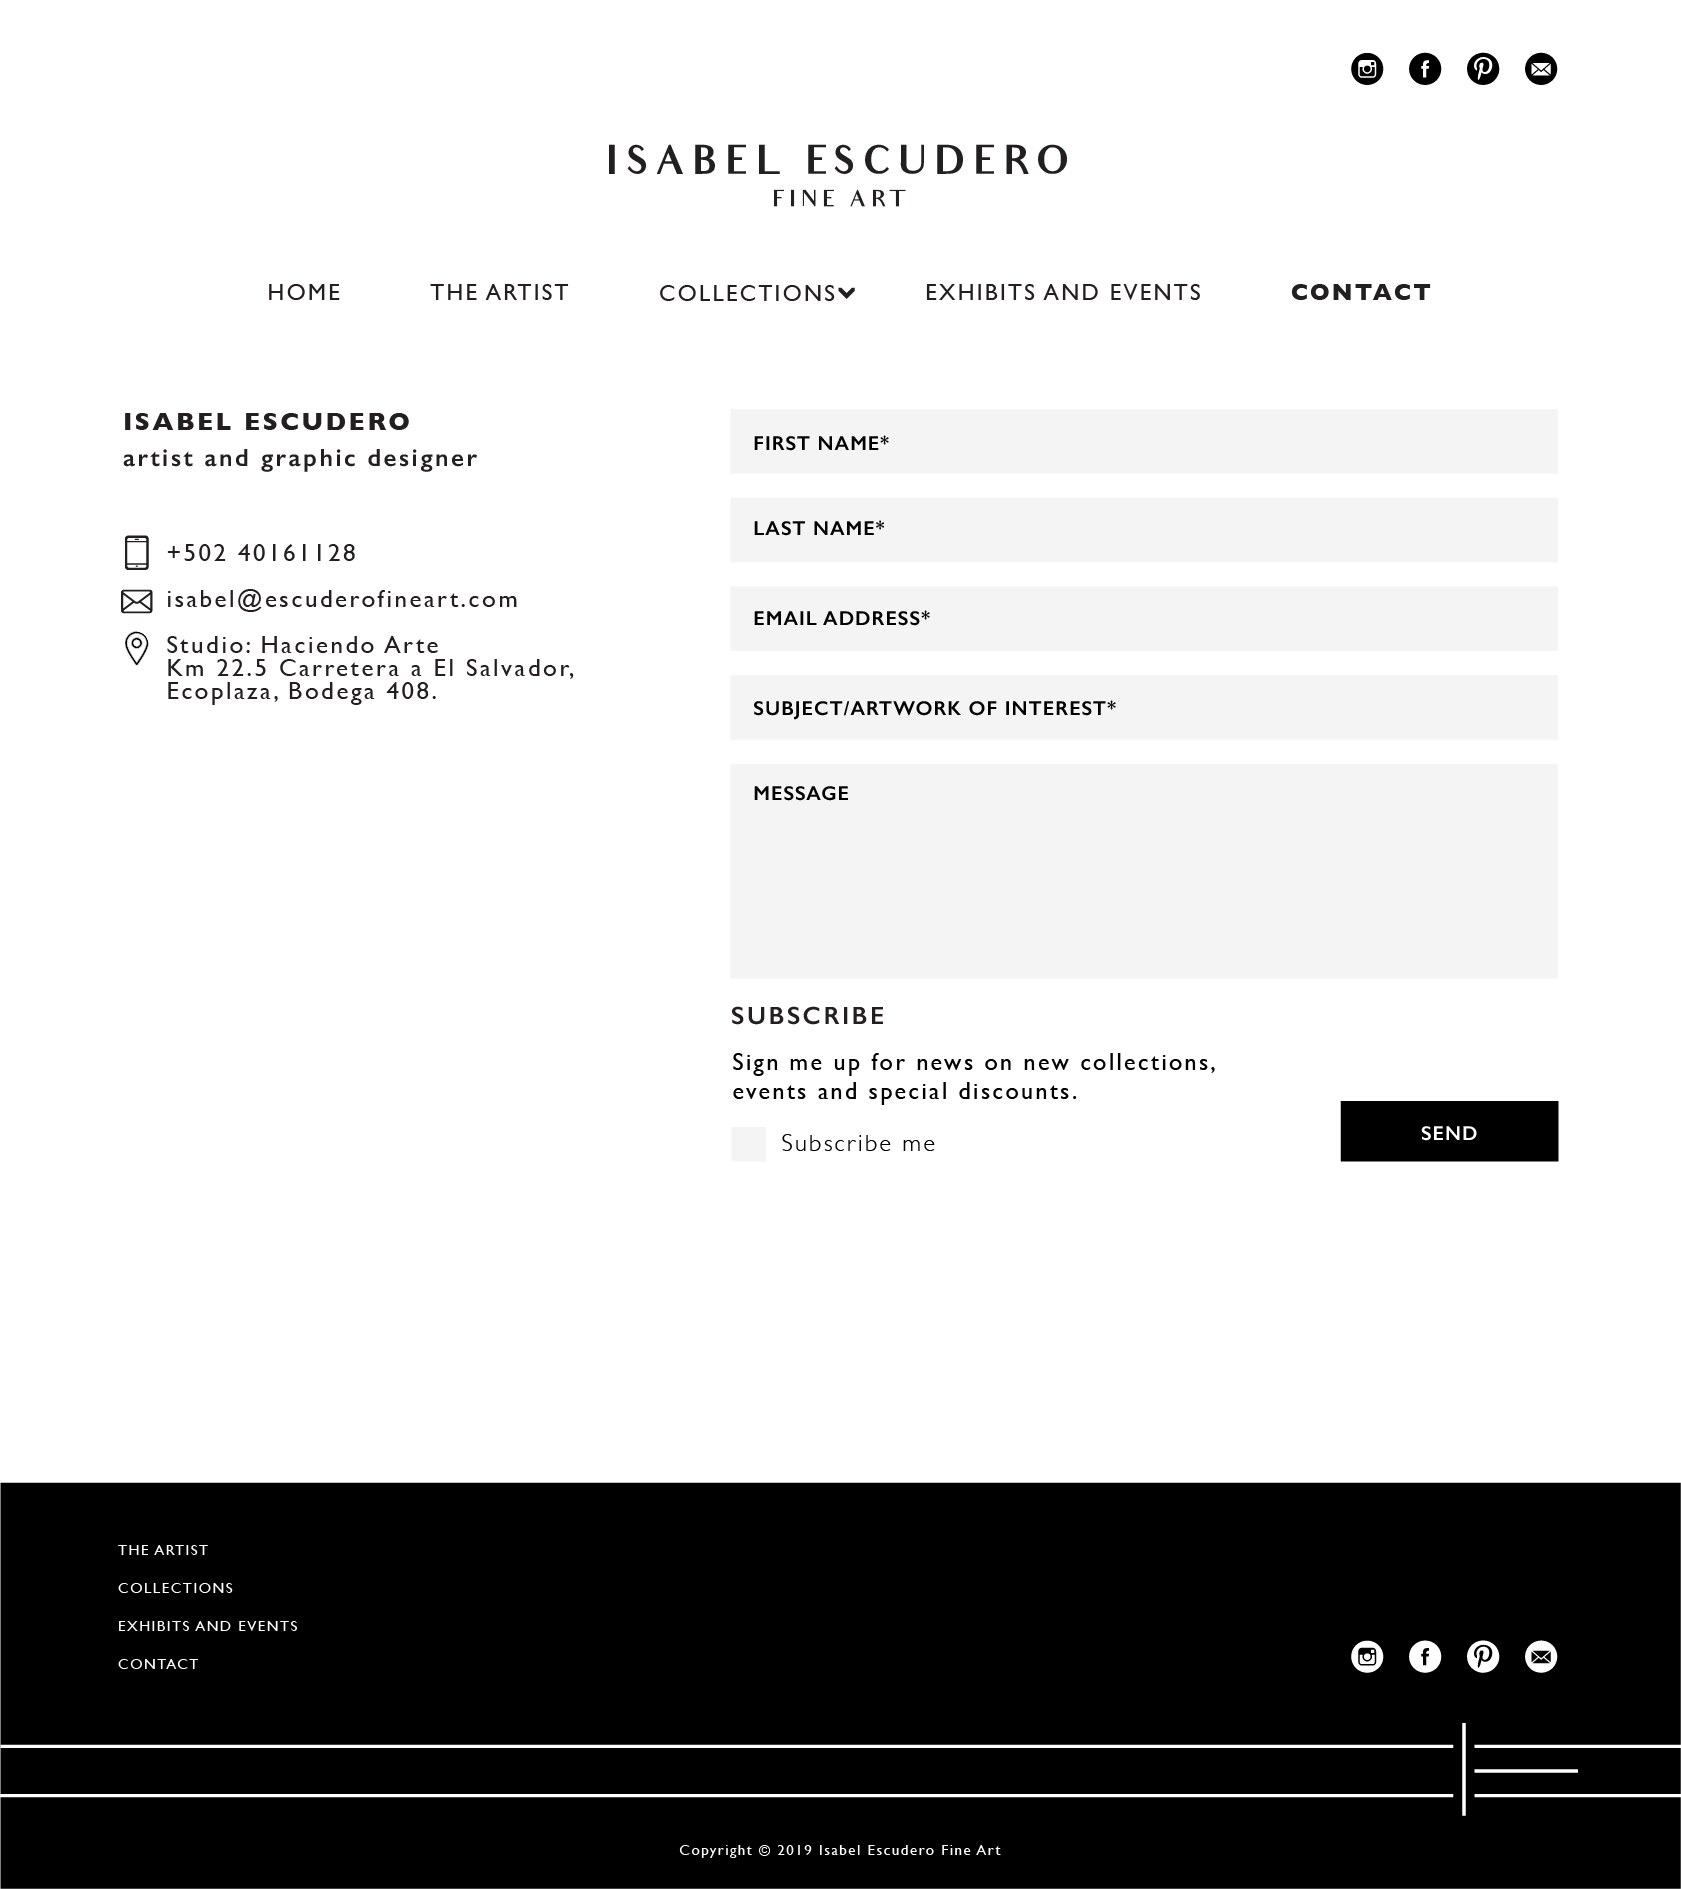 ISABEL ESCUDERO
FINE ART
HOME THE ARTIST COLLECTIONS EXHIBITS AND EVENTS CONTACT
ISABEL ESCUDERO
artist and graphic designer
+502 40161128
isabel@escuderofineart.com
Studio: Haciendo Arte
Km 22.5 Carretera a El Salvador,
Ecoplaza, Bodega 408.
FIRST NAME*
LAST NAME*
EMAIL ADDRESS*
SUBJECT/ARTWORK OF INTEREST*
MESSAGE
SUBSCRIBE
Sign me up for news on new collections,
events and special discounts.
Subscribe me
SEND
THE ARTIST
COLLECTIONS
EXHIBITS AND EVENTS
CONTACT
Copyright © 2019 Isabel Escudero Fine Art